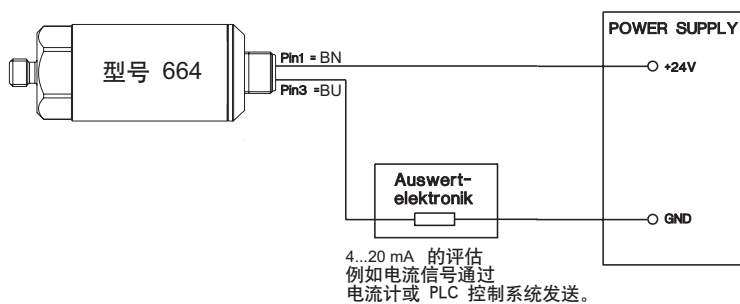 POWER SUPPLY
型号 664
Pin1 = BN
+24V
Pin3 =BU
Auswert-
elektronik
GND
4...20 mA 的评估
例如电流信号通过
电流计或 PLC 控制系统发送。